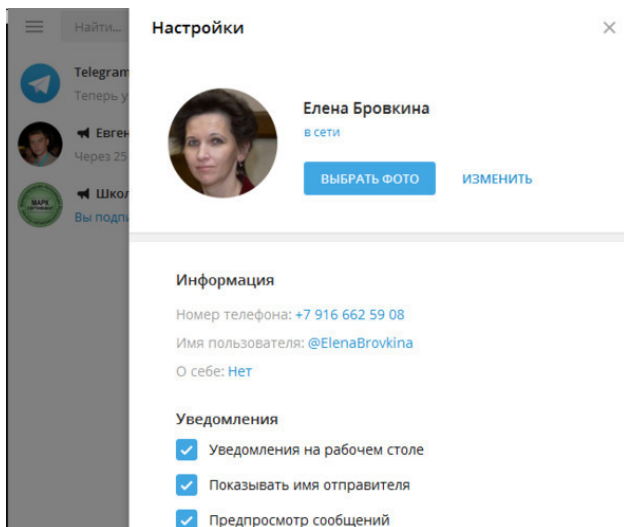 Найти...
Настройки
Telegram
Теперь у
Евген
Через 25
МАРК
Школ
Вы подпи
Елена Бровкина
в сети
ВЫБРАТЬ ФОТО
ИЗМЕНИТЬ
Информация
Номер телефона: +7 916 662 59 08
Имя пользователя: @ElenaBrovkina
О себе: Нет
Уведомления
Уведомления на рабочем столе
Показывать имя отправителя
Предпросмотр сообщений